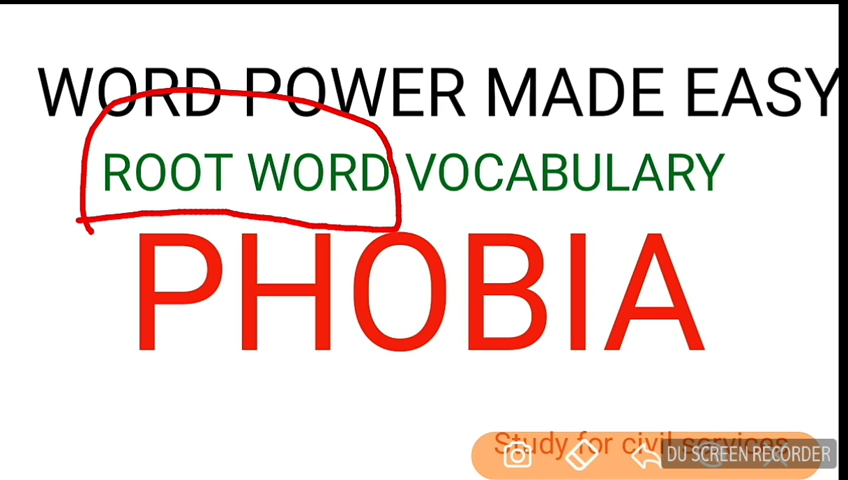 WORD POWER MADE EASY
ROOT WORD VOCABULARY
PHOBIA
Study for civil services
DU SCREEN RECORDER